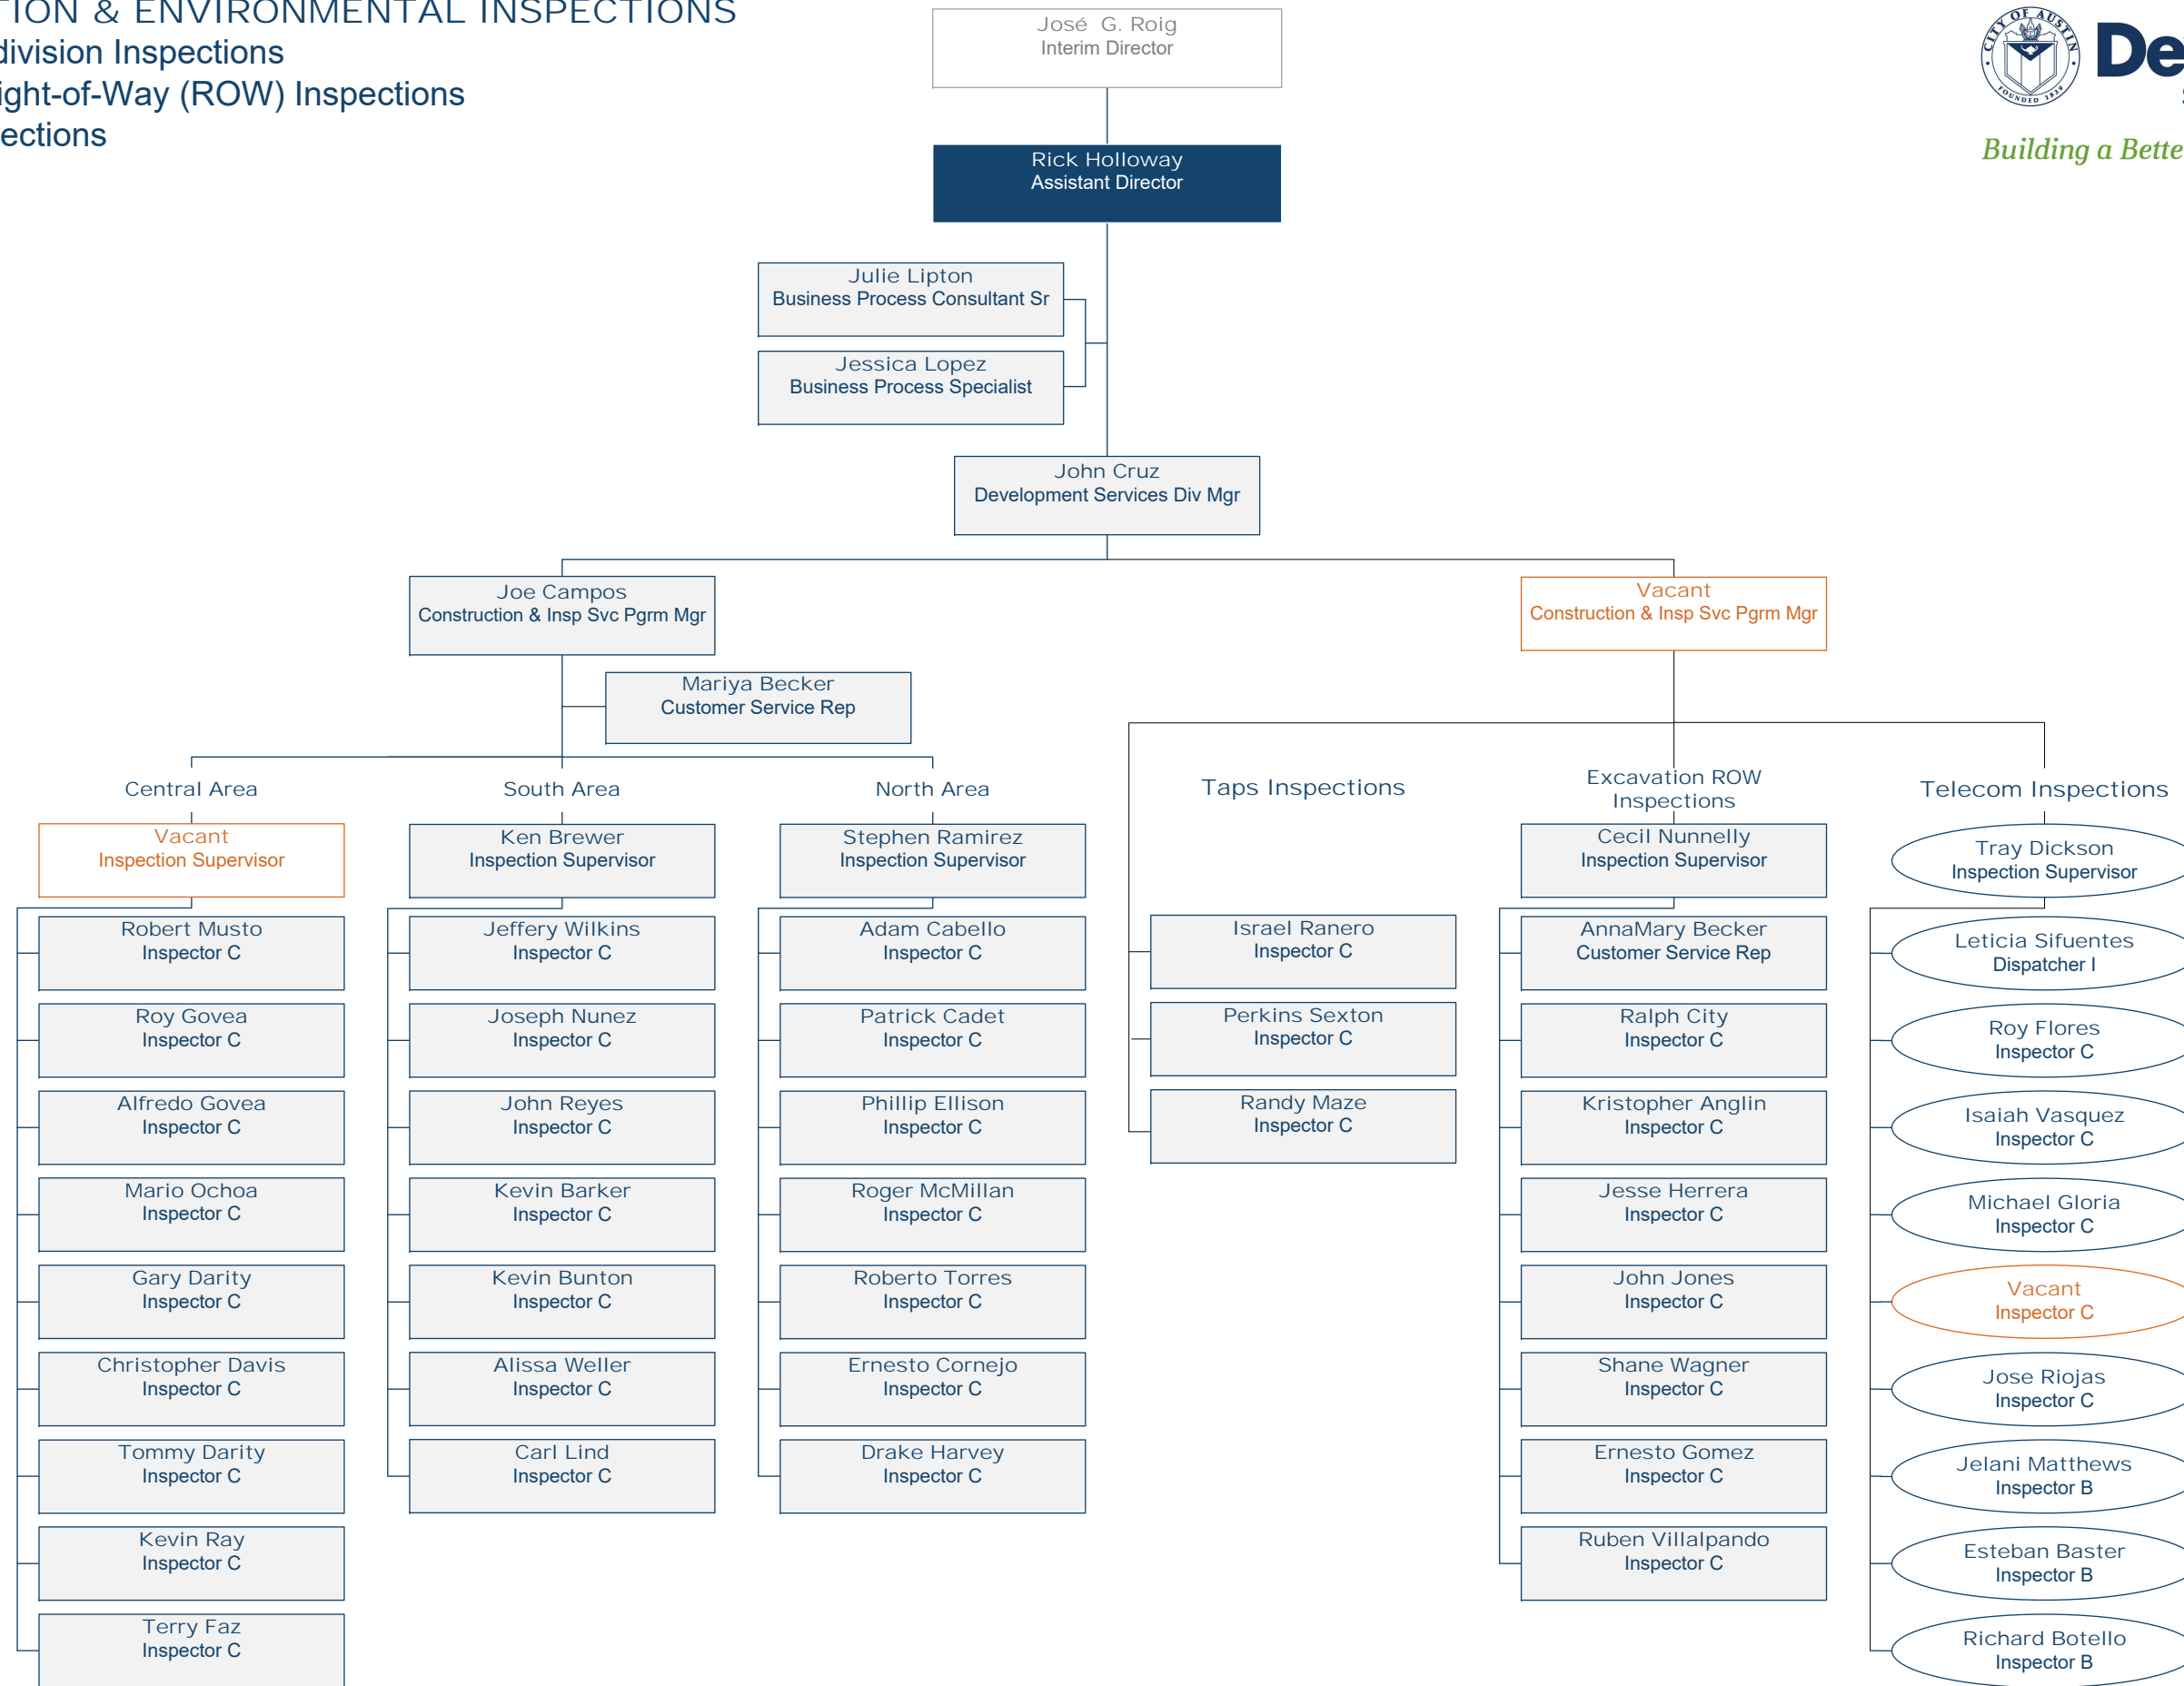 TION & ENVIRONMENTAL INSPECTIONS
division Inspections
ight-of-Way (ROW) Inspections
ections
José G. Roig
Interim Director
CITY OF AUSTIN
FOUNDED 1839
De
Building a Bette
Rick Holloway
Assistant Director
Julie Lipton
Business Process Consultant Sr
Jessica Lopez
Business Process Specialist
John Cruz
Development Services Div Mgr
Joe Campos
Construction & Insp Svc Pgrm Mgr
Vacant
Construction & Insp Svc Pgrm Mgr
Mariya Becker
Customer Service Rep
Central Area
Vacant
Inspection Supervisor
Robert Musto
Inspector C
Roy Govea
Inspector C
Alfredo Govea
Inspector C
Mario Ochoa
Inspector C
Gary Darity
Inspector C
Christopher Davis
Inspector C
Tommy Darity
Inspector C
Kevin Ray
Inspector C
Terry Faz
Inspector C
South Area
Ken Brewer
Inspection Supervisor
Jeffery Wilkins
Inspector C
Joseph Nunez
Inspector C
John Reyes
Inspector C
Kevin Barker
Inspector C
Kevin Bunton
Inspector C
Alissa Weller
Inspector C
Carl Lind
Inspector C
North Area
Stephen Ramirez
Inspection Supervisor
Adam Cabello
Inspector C
Patrick Cadet
Inspector C
Phillip Ellison
Inspector C
Roger McMillan
Inspector C
Roberto Torres
Inspector C
Ernesto Cornejo
Inspector C
Drake Harvey
Inspector C
Taps Inspections
Israel Ranero
Inspector C
Perkins Sexton
Inspector C
Randy Maze
Inspector C
Excavation ROW
Inspections
Cecil Nunnelly
Inspection Supervisor
AnnaMary Becker
Customer Service Rep
Ralph City
Inspector C
Kristopher Anglin
Inspector C
Jesse Herrera
Inspector C
John Jones
Inspector C
Shane Wagner
Inspector C
Ernesto Gomez
Inspector C
Ruben Villalpando
Inspector C
Telecom Inspections
Tray Dickson
Inspection Supervisor
Leticia Sifuentes
Dispatcher I
Roy Flores
Inspector C
Isaiah Vasquez
Inspector C
Michael Gloria
Inspector C
Vacant
Inspector C
Jose Riojas
Inspector C
Jelani Matthews
Inspector B
Esteban Baster
Inspector B
Richard Botello
Inspector B